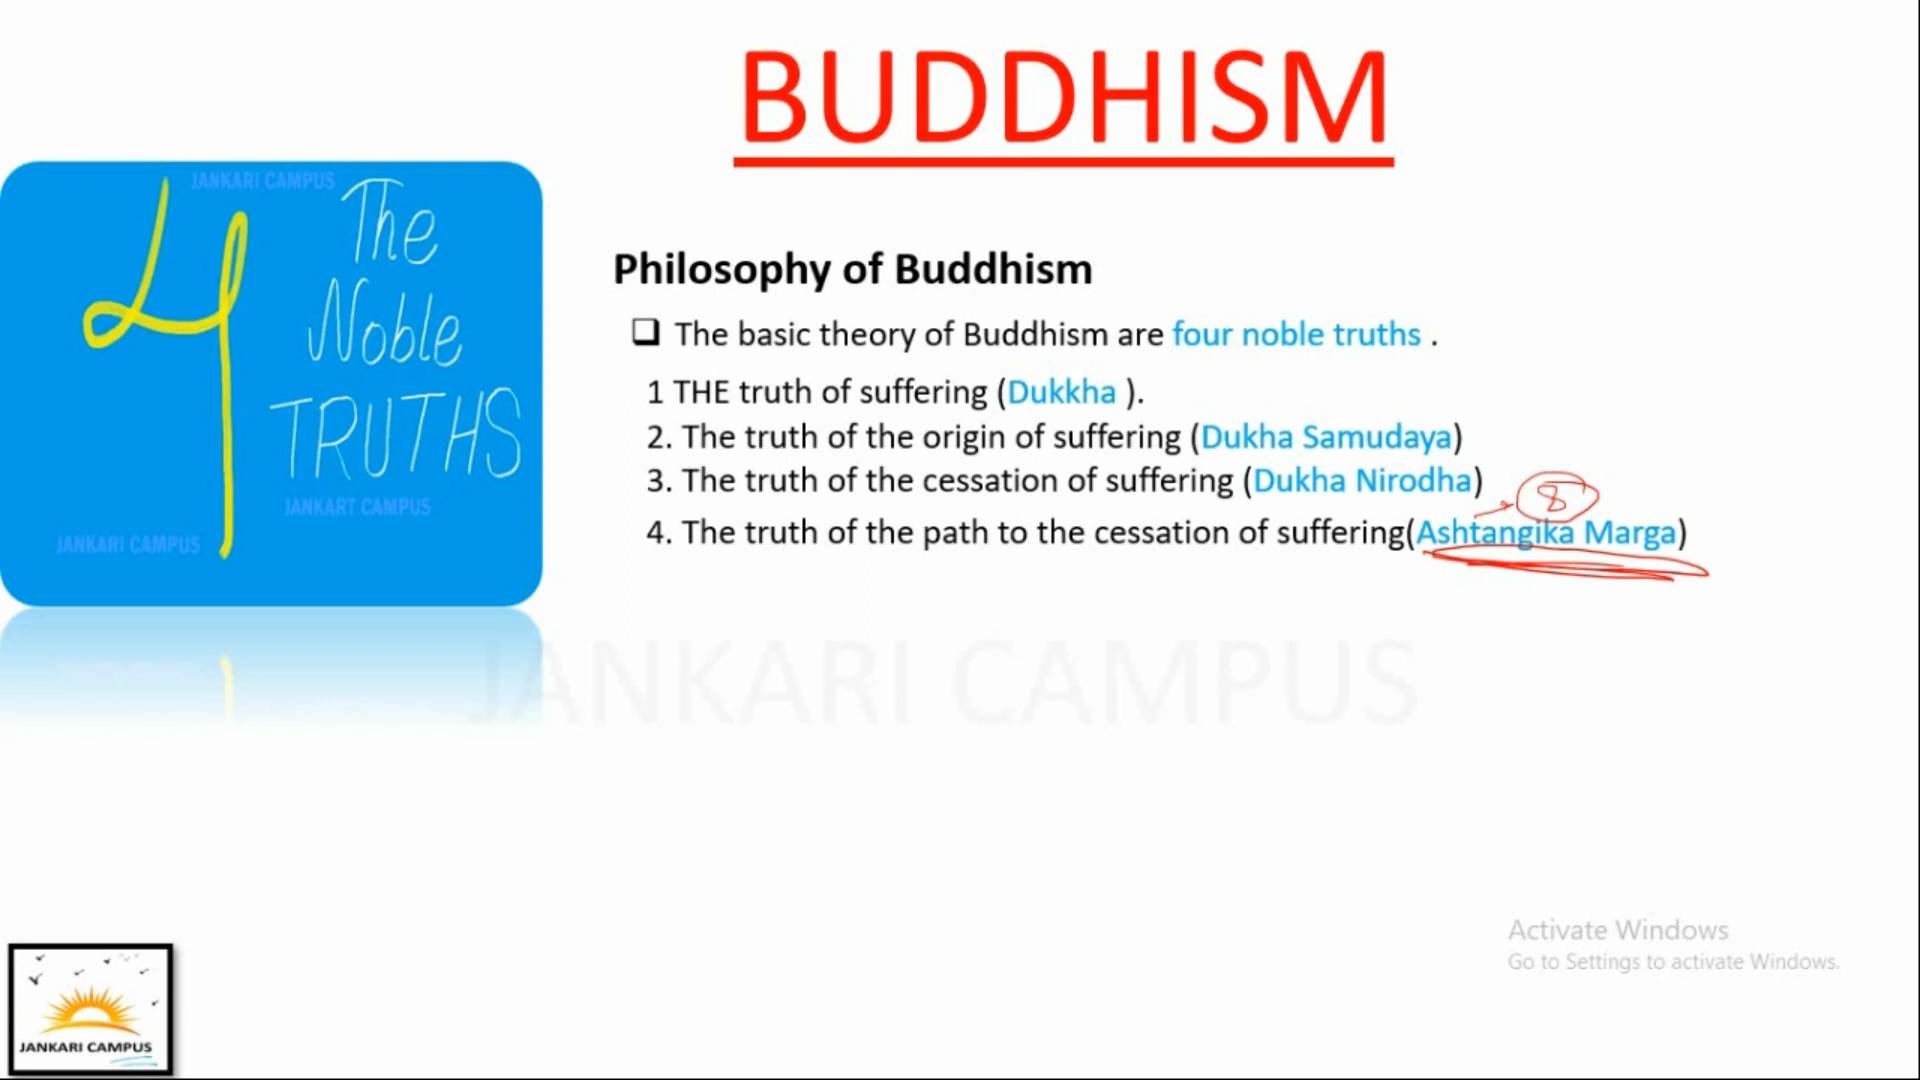 BUDDHISM
JANKARI CAMPUS
4
The
Noble
TRUTHS
JANKART CAMPUS
JANKARI CAMPUS
Philosophy of Buddhism
❑ The basic theory of Buddhism are four noble truths .
1 THE truth of suffering (Dukkha ).
2. The truth of the origin of suffering (Dukha Samudaya)
3. The truth of the cessation of suffering (Dukha Nirodha)
8
4. The truth of the path to the cessation of suffering(Ashtangika Marga)
JANKARI CAMPUS
Activate Windows
Go to Settings to activate Windows.
JANKARI CAMPUS